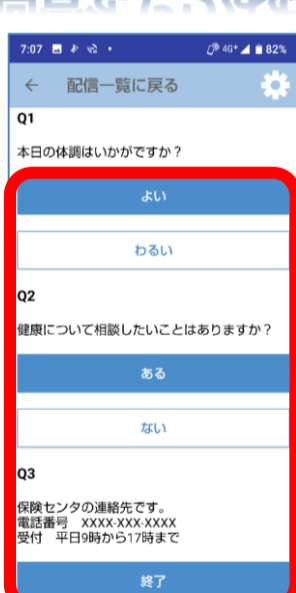 7:07 4G+ 82%
← 配信一覧に戻る
Q1
本日の体調はいかがですか？
よい
わるい
Q2
健康について相談したいことはありますか？
ある
ない
Q3
保険センタの連絡先です。
電話番号 XXXX-XXX-XXXX
受付 平日9時から17時まで
終了